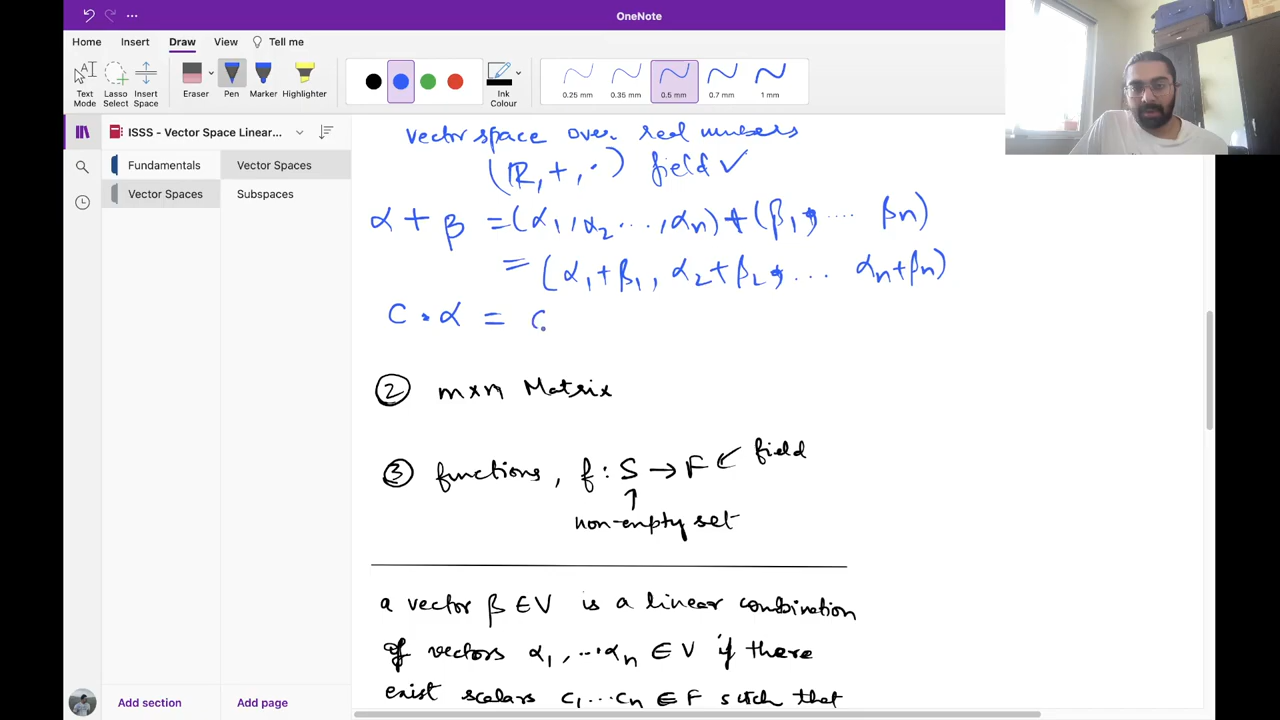 OneNote
Home Insert Draw View Tell me
Text Mode
Lasso Select
Insert Space
Eraser
Pen
Marker
Highlighter
Ink Colour
0.25 mm
0.35 mm
0.5 mm
0.7 mm
1 mm
ISSS - Vector Space Linear...
Fundamentals
Vector Spaces
Vector Spaces
Subspaces
Add section
Add page
vector space over real numbers
(ℝ, +, ·) field ✓
α + β = (α₁, α₂ ..., αn) + (β₁, .... βn)
= (α₁+β₁, α₂+β₂, ... αn+βn)
C · α = C
② m×n Matrix
③ functions, f : S → F ← field
↑
non-empty set
a vector β ∈ V is a linear combination
of vectors α₁, ...αn ∈ V if there
exist scalars c₁...cn ∈ F such that